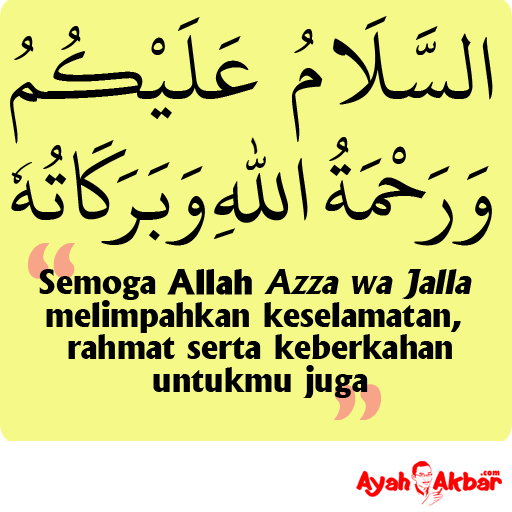 السَّلَامُ عَلَيْكُمُ
وَرَحْمَةُ اللهِ وَبَرَكَاتُهُ
“
Semoga Allah Azza wa Jalla
melimpahkan keselamatan,
rahmat serta keberkahan
untukmu juga
”
Ayah Akbar.com